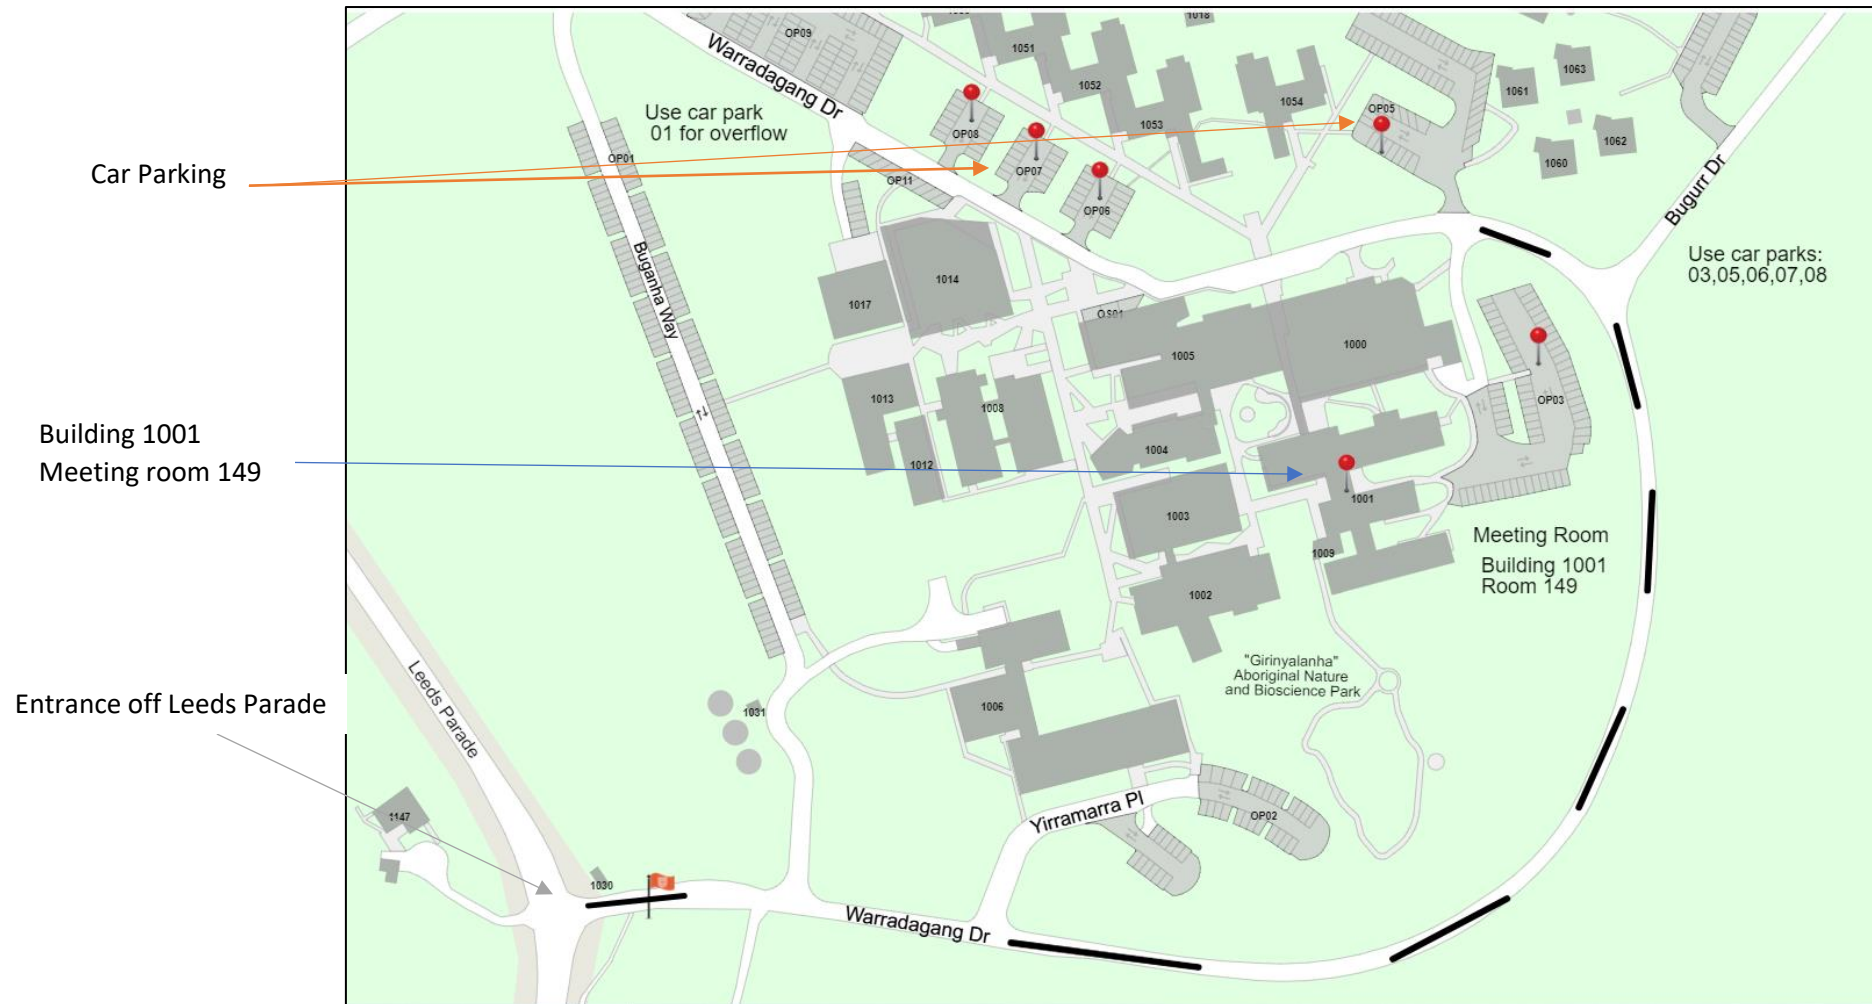 Car Parking
Building 1001
Meeting room 149
Entrance off Leeds Parade
OP09
Warradagang Dr
1051
1018
1052
1053
1054
OP05
1061
1063
1062
1060
Use car park
01 for overflow
OP08
OP07
OP06
OP01
OP11
Bugurr Dr
Use car parks:
03,05,06,07,08
Buganha Way
1014
1017
OS01
1005
1000
OP03
1013
1008
1012
1004
1001
1003
1009
Meeting Room
Building 1001
Room 149
1002
"Girinyalanha"
Aboriginal Nature
and Bioscience Park
Leeds Parade
1031
1006
1147
Yirramarra Pl
OP02
1030
Warradagang Dr